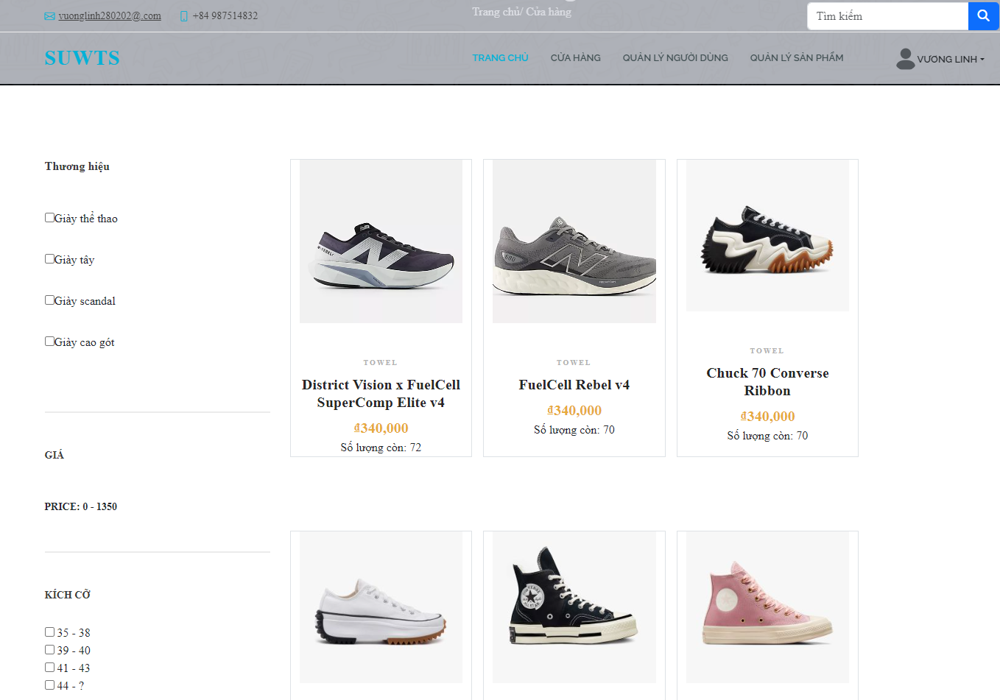 vuonglinh280202@.com
+84 987514832
Trang chủ/ Cửa hàng
Tìm kiếm
SUWTS
TRANG CHỦ
CỬA HÀNG
QUẢN LÝ NGƯỜI DÙNG
QUẢN LÝ SẢN PHẨM
VƯƠNG LINH
Thương hiệu
Giày thể thao
Giày tây
Giày scandal
Giày cao gót
GIÁ
PRICE: 0 - 1350
KÍCH CỠ
35 - 38
39 - 40
41 - 43
44 - ?
TOWEL
District Vision x FuelCell
SuperComp Elite v4
₫340,000
Số lượng còn: 72
TOWEL
FuelCell Rebel v4
₫340,000
Số lượng còn: 70
TOWEL
Chuck 70 Converse
Ribbon
₫340,000
Số lượng còn: 70